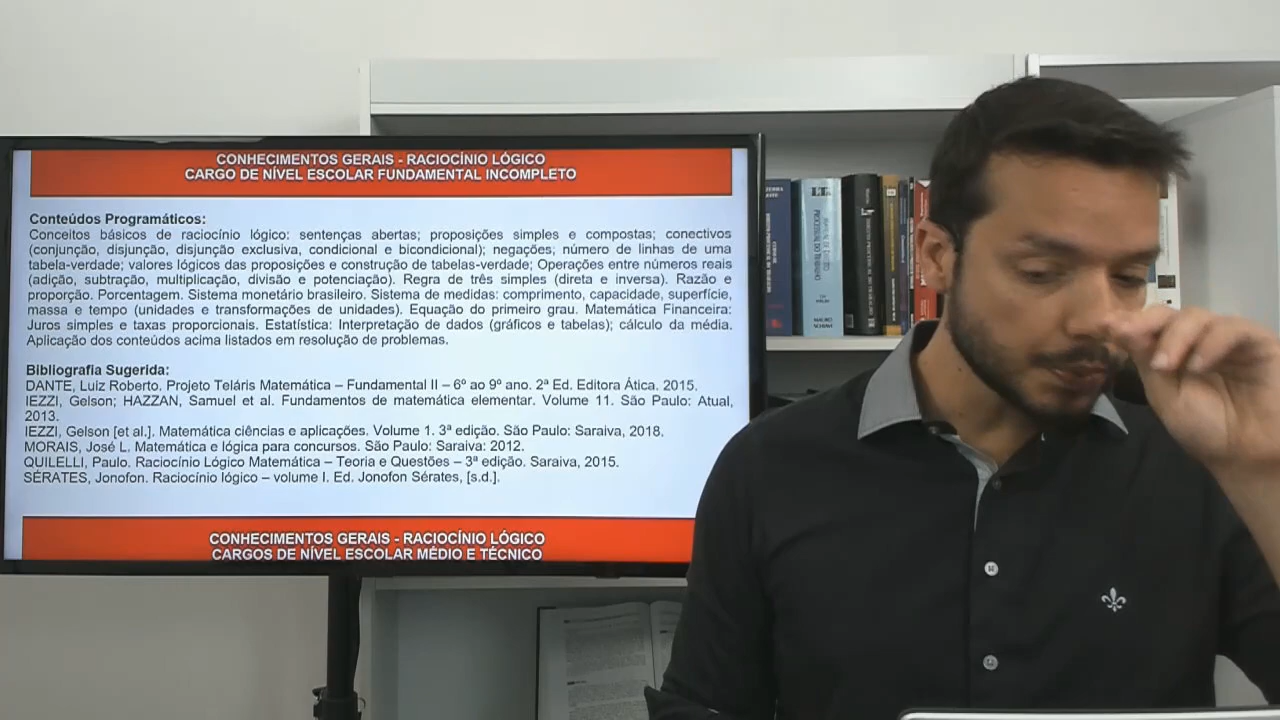 CONHECIMENTOS GERAIS - RACIOCÍNIO LÓGICO
CARGO DE NÍVEL ESCOLAR FUNDAMENTAL INCOMPLETO
Conteúdos Programáticos:
Conceitos básicos de raciocínio lógico: sentenças abertas; proposições simples e compostas; conectivos
(conjunção, disjunção, disjunção exclusiva, condicional e bicondicional); negações; número de linhas de uma
tabela-verdade; valores lógicos das proposições e construção de tabelas-verdade; Operações entre números reais
(adição, subtração, multiplicação, divisão e potenciação). Regra de três simples (direta e inversa). Razão e
proporção. Porcentagem. Sistema monetário brasileiro. Sistema de medidas: comprimento, capacidade, superfície,
massa e tempo (unidades e transformações de unidades). Equação do primeiro grau. Matemática Financeira:
Juros simples e taxas proporcionais. Estatística: Interpretação de dados (gráficos e tabelas); cálculo da média.
Aplicação dos conteúdos acima listados em resolução de problemas.
Bibliografia Sugerida:
DANTE, Luiz Roberto. Projeto Teláris Matemática – Fundamental II – 6º ao 9º ano. 2ª Ed. Editora Ática. 2015.
IEZZI, Gelson; HAZZAN, Samuel et al. Fundamentos de matemática elementar. Volume 11. São Paulo: Atual,
2013.
IEZZI, Gelson [et al.]. Matemática ciências e aplicações. Volume 1. 3ª edição. São Paulo: Saraiva, 2018.
MORAIS, José L. Matemática e lógica para concursos. São Paulo: Saraiva: 2012.
QUILELLI, Paulo. Raciocínio Lógico Matemática – Teoria e Questões – 3ª edição. Saraiva, 2015.
SÉRATES, Jonofon. Raciocínio lógico – volume I. Ed. Jonofon Sérates, [s.d.].
CONHECIMENTOS GERAIS - RACIOCÍNIO LÓGICO
CARGOS DE NÍVEL ESCOLAR MÉDIO E TÉCNICO